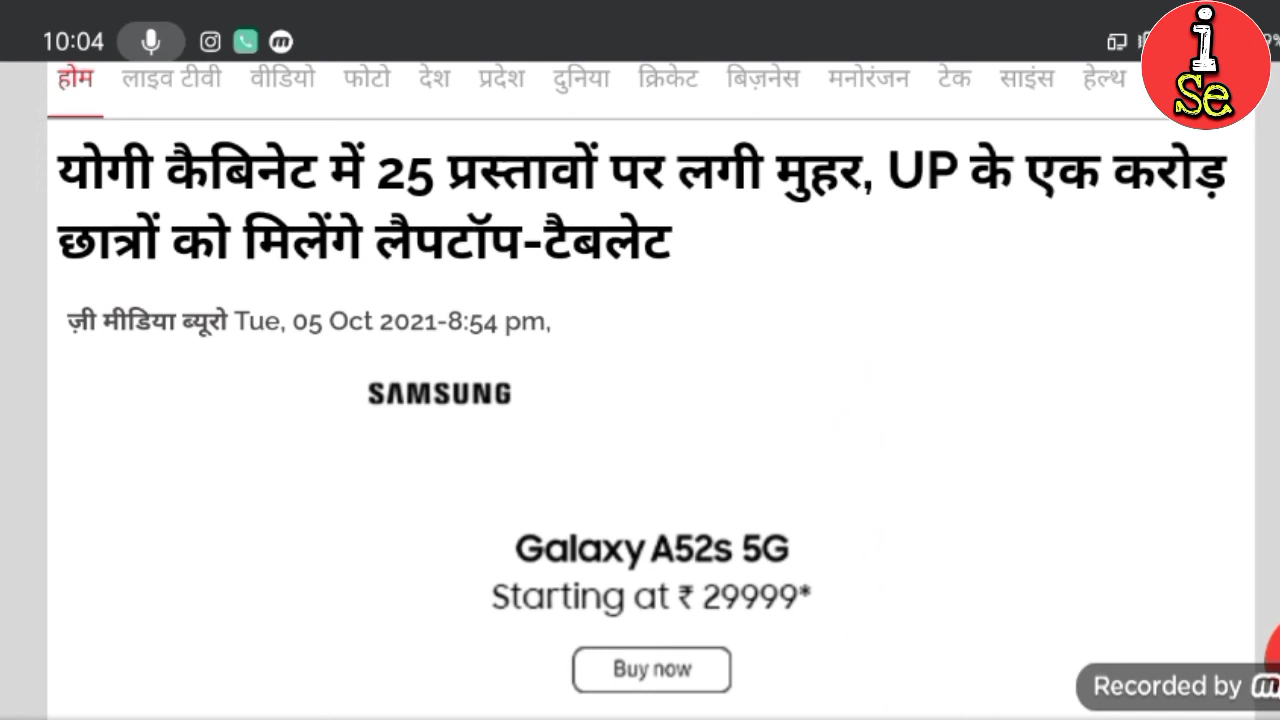 10:04
i
Se
होम लाइव टीवी वीडियो फोटो देश प्रदेश दुनिया क्रिकेट बिज़नेस मनोरंजन टेक साइंस हेल्थ
योगी कैबिनेट में 25 प्रस्तावों पर लगी मुहर, UP के एक करोड़
छात्रों को मिलेंगे लैपटॉप-टैबलेट
ज़ी मीडिया ब्यूरो Tue, 05 Oct 2021-8:54 pm,
SAMSUNG
Galaxy A52s 5G
Starting at ₹ 29999*
Buy now
Recorded by